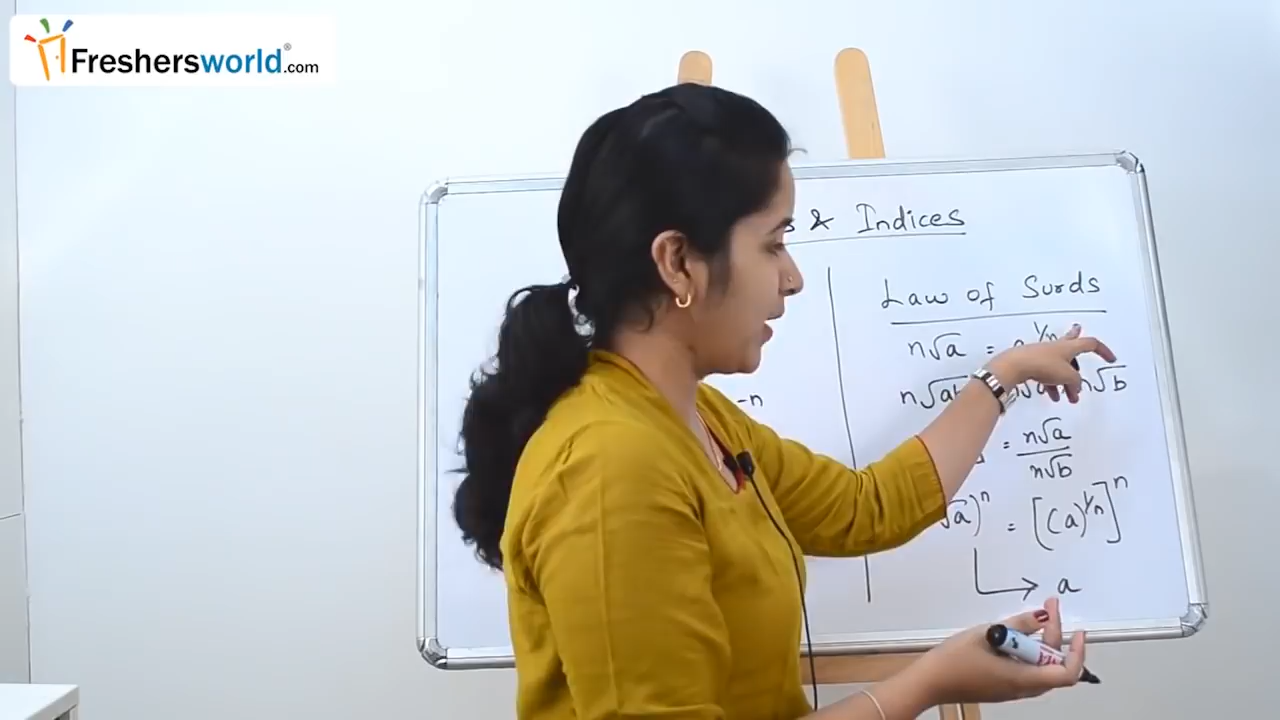 Freshersworld.com
& Indices
Law of Surds
n√a = a^1/n
n√ab n√a n√b
-n
= n√a / n√b
√a)^n = [(a)^1/n]^n
→ a